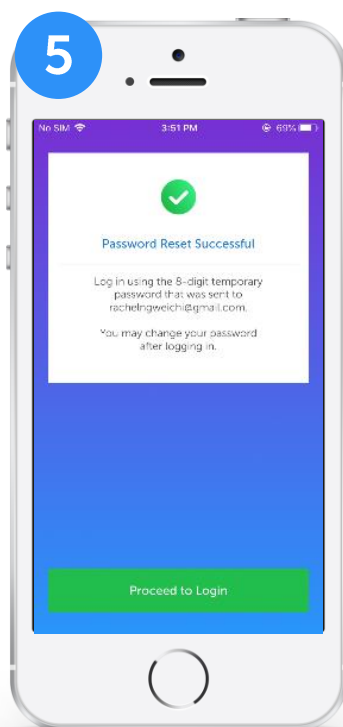 5
No SIM 3:51 PM 69%
Password Reset Successful
Log in using the 8-digit temporary
password that was sent to
rachelngweichi@gmail.com.
You may change your password
after logging in.
Proceed to Login